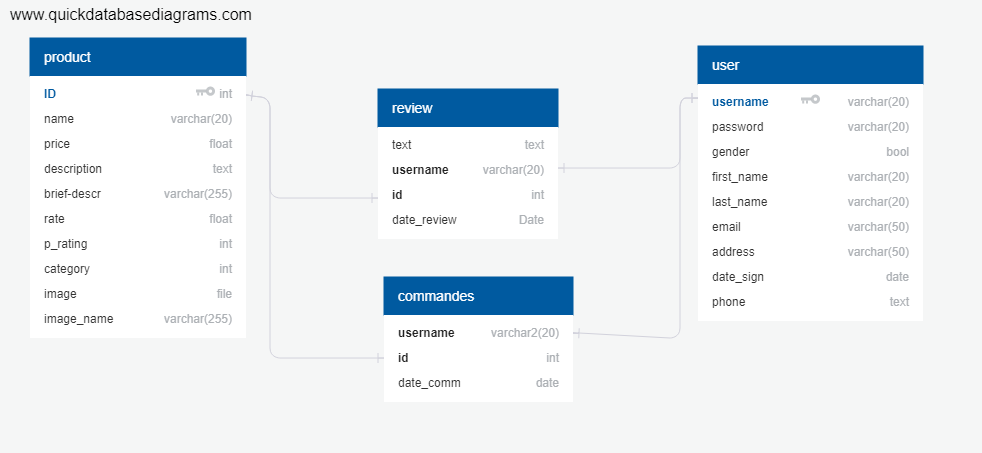 www.quickdatabasediagrams.com
product
ID int
name varchar(20)
price float
description text
brief-descr varchar(255)
rate float
p_rating int
category int
image file
image_name varchar(255)
review
text text
username varchar(20)
id int
date_review Date
commandes
username varchar2(20)
id int
date_comm date
user
username varchar(20)
password varchar(20)
gender bool
first_name varchar(20)
last_name varchar(20)
email varchar(50)
address varchar(50)
date_sign date
phone text